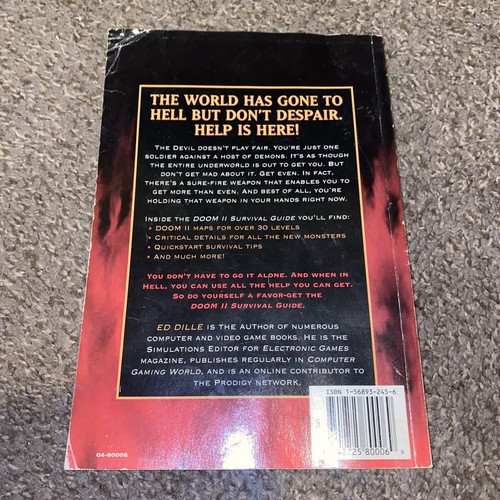 THE WORLD HAS GONE TO
HELL BUT DON'T DESPAIR.
HELP IS HERE!
THE DEVIL DOESN'T PLAY FAIR. YOU'RE JUST ONE
SOLDIER AGAINST A HOST OF DEMONS. IT'S AS THOUGH
THE ENTIRE UNDERWORLD IS OUT TO GET YOU. BUT
DON'T GET MAD ABOUT IT. GET EVEN. IN FACT,
THERE'S A SURE-FIRE WEAPON THAT ENABLES YOU TO
GET MORE THAN EVEN. AND BEST OF ALL, YOU'RE
HOLDING THAT WEAPON IN YOUR HANDS RIGHT NOW.
INSIDE THE DOOM II SURVIVAL GUIDE YOU'LL FIND:
• DOOM II MAPS FOR OVER 30 LEVELS
• CRITICAL DETAILS FOR ALL THE NEW MONSTERS
• QUICKSTART SURVIVAL TIPS
• AND MUCH MORE!
YOU DON'T HAVE TO GO IT ALONE. AND WHEN IN
HELL, YOU CAN USE ALL THE HELP YOU CAN GET.
SO DO YOURSELF A FAVOR-GET THE
DOOM II SURVIVAL GUIDE.
ED DILLE IS THE AUTHOR OF NUMEROUS
COMPUTER AND VIDEO GAME BOOKS. HE IS THE
SIMULATIONS EDITOR FOR ELECTRONIC GAMES
MAGAZINE, PUBLISHES REGULARLY IN COMPUTER
GAMING WORLD, AND IS AN ONLINE CONTRIBUTOR
TO THE PRODIGY NETWORK.
ISBN 1-56893-245-6
42725-80006 9
04-80006